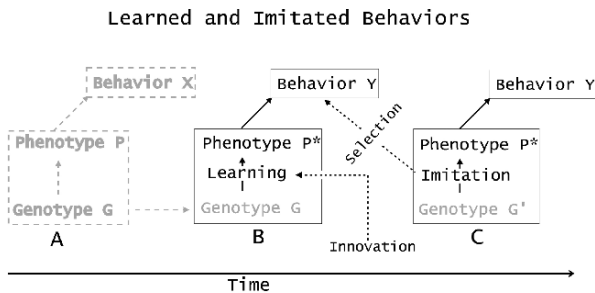 Learned and Imitated Behaviors
Behavior X
Behavior Y
Behavior Y
Phenotype P
Phenotype P*
Selection
Phenotype P*
Learning
Imitation
Genotype G
Genotype G
Genotype G'
A
B
C
Innovation
Time